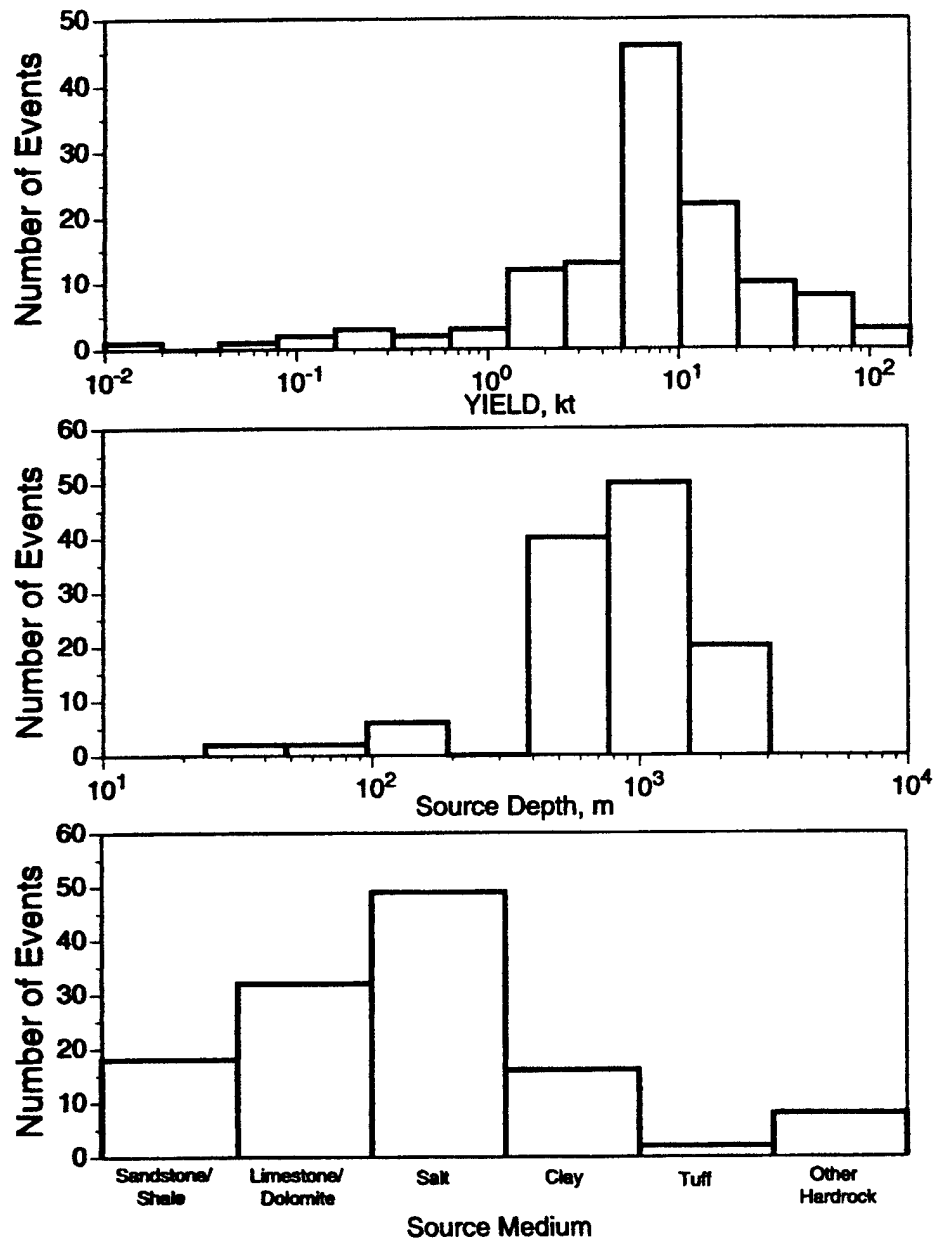 Number of Events
50
40
30
20
10
0
10-2
10-1
100
101
102
YIELD, kt
Number of Events
60
50
40
30
20
10
0
101
102
103
104
Source Depth, m
Number of Events
60
50
40
30
20
10
0
Sandstone/
Shale
Limestone/
Dolomite
Salt
Clay
Tuff
Other
Hardrock
Source Medium